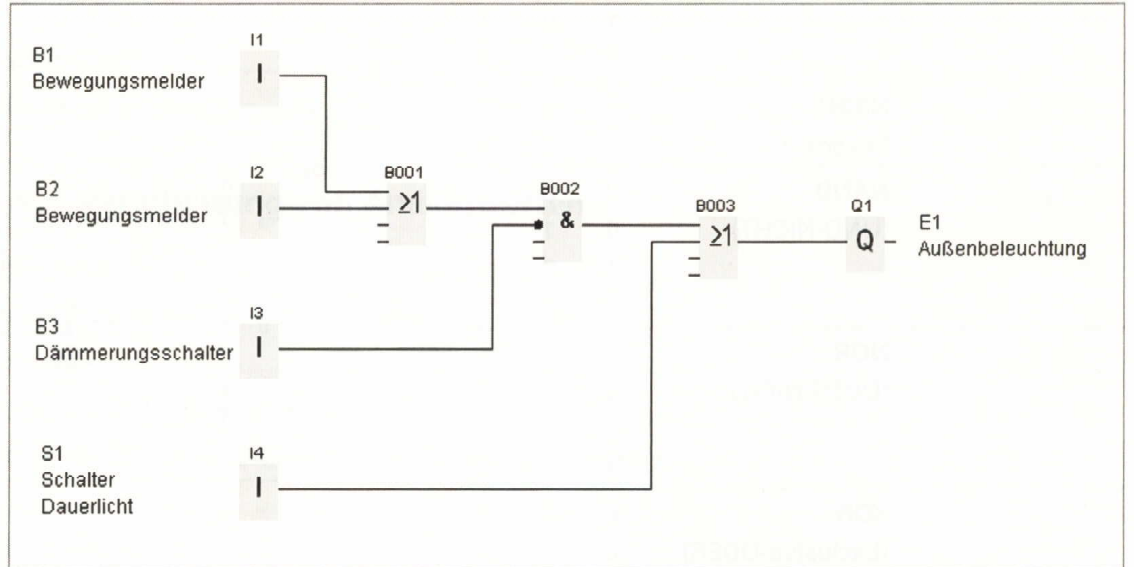 B1
Bewegungsmelder
I1
I
B2
Bewegungsmelder
I2
I
B001
≥1
B002
&
B003
≥1
Q1
Q
E1
Außenbeleuchtung
B3
Dämmerungsschalter
I3
I
S1
Schalter
Dauerlicht
I4
I